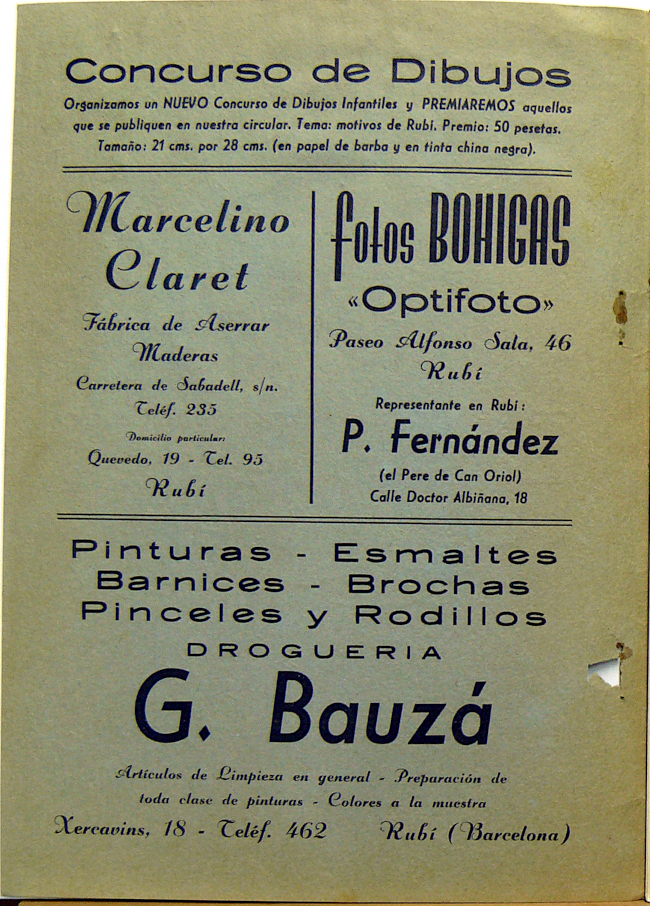 Concurso de Dibujos
Organizamos un NUEVO Concurso de Dibujos Infantiles y PREMIAREMOS aquellos
que se publiquen en nuestra circular. Tema: motivos de Rubí. Premio: 50 pesetas.
Tamaño: 21 cms. por 28 cms. (en papel de barba y en tinta china negra).
Marcelino
Claret
Fábrica de Aserrar
Maderas
Carretera de Sabadell, s/n.
Teléf. 235
Domicilio particular:
Quevedo, 19 - Tel. 95
Rubí
fotos BOHIGAS
«Optifoto»
Paseo Alfonso Sala, 46
Rubí
Representante en Rubí:
P. Fernández
(el Pere de Can Oriol)
Calle Doctor Albiñana, 18
Pinturas - Esmaltes
Barnices - Brochas
Pinceles y Rodillos
DROGUERIA
G. Bauzá
Artículos de Limpieza en general - Preparación de
toda clase de pinturas - Colores a la muestra
Xercavins, 18 - Teléf. 462 Rubí (Barcelona)